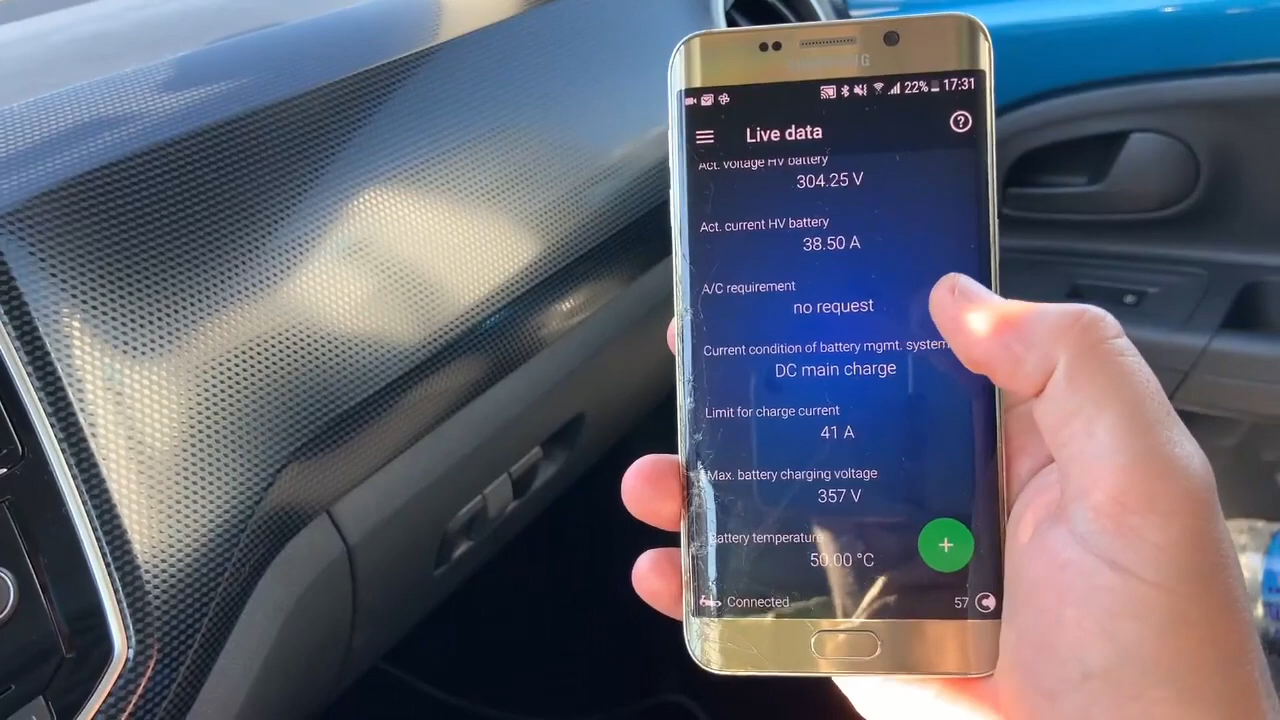 SAMSUNG
22% 17:31
Live data
Act. voltage HV battery
304.25 V
Act. current HV battery
38.50 A
A/C requirement
no request
Current condition of battery mgmt. system
DC main charge
Limit for charge current
41 A
Max. battery charging voltage
357 V
Battery temperature
50.00 °C
Connected
57